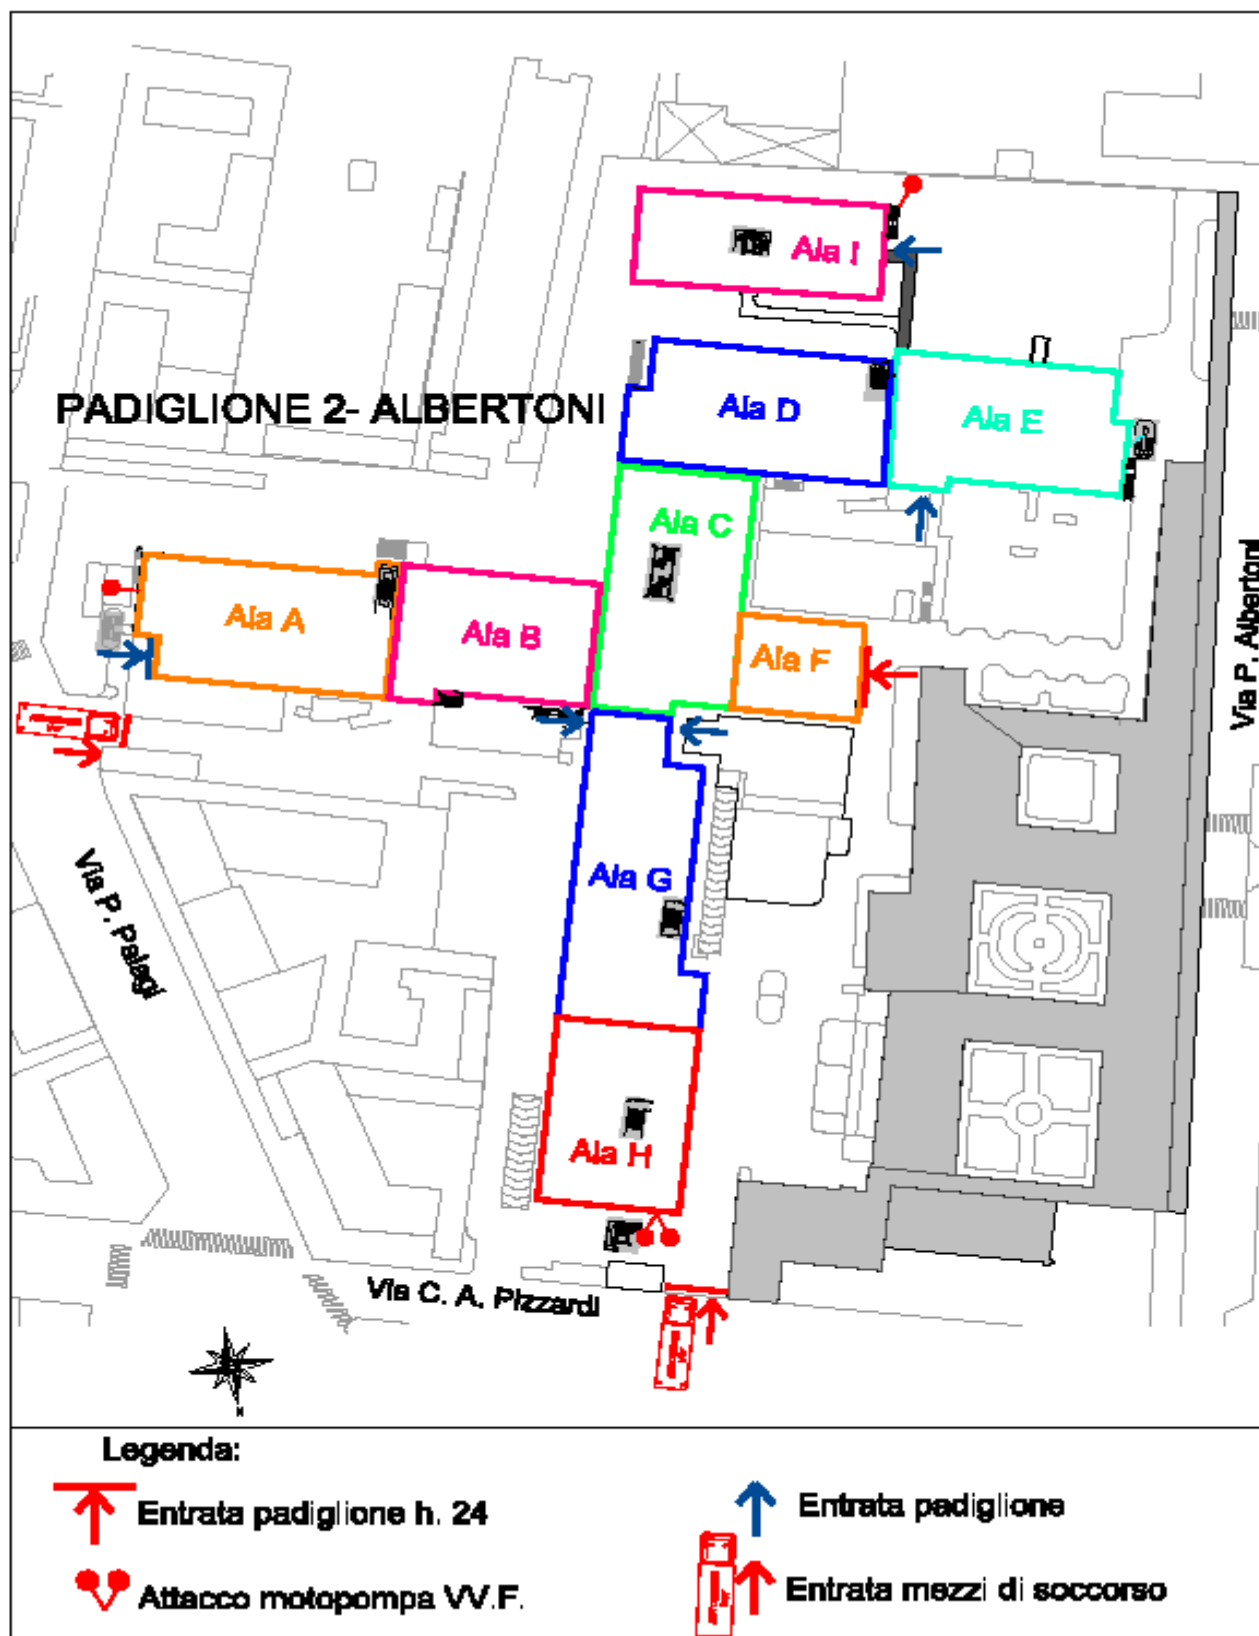 Ala I
PADIGLIONE 2- ALBERTONI
Ala D
Ala E
Ala C
Ala A
Ala B
Ala F
Via P. Albertoni
Ala G
Via P. Palagi
Ala H
Via C. A. Pizzardi
N
Legenda:
Entrata padiglione h. 24
Entrata padiglione
Attacco motopompa VV.F.
Entrata mezzi di soccorso